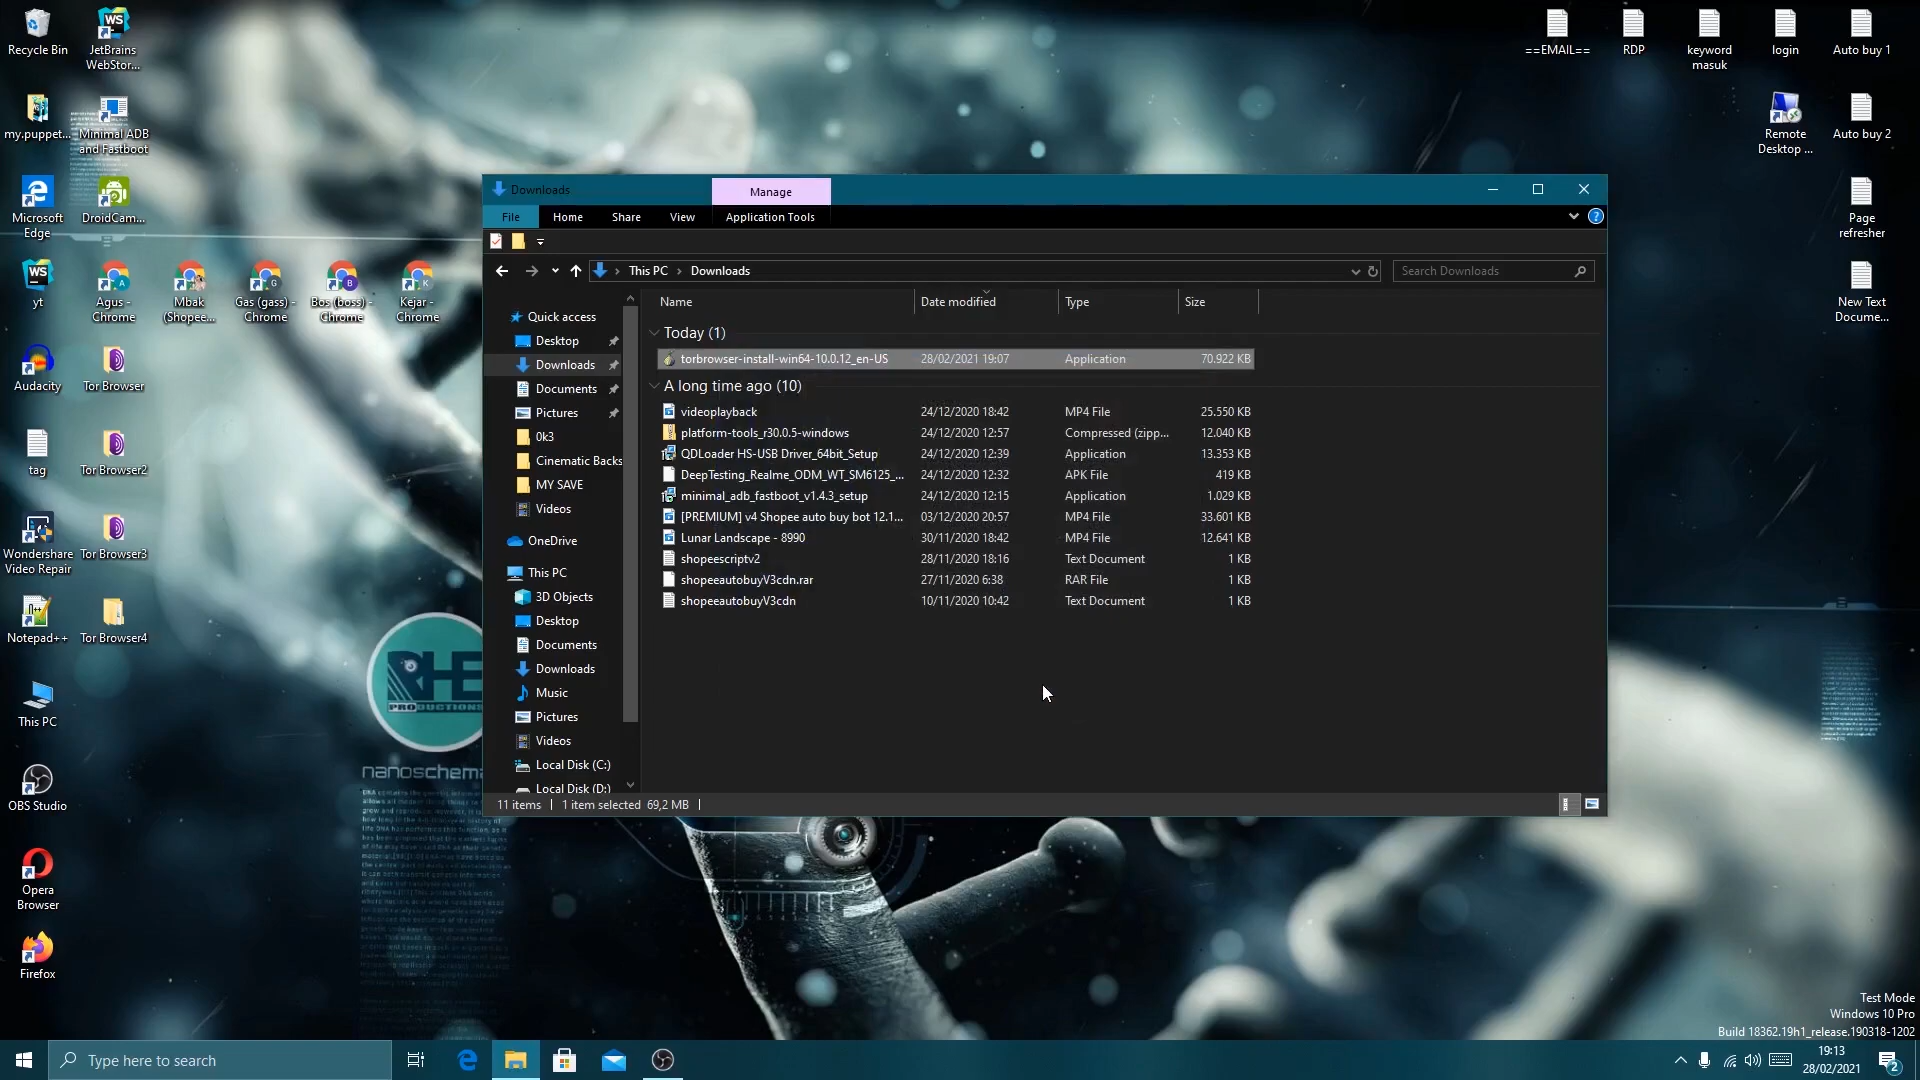 Recycle Bin
JetBrains
WebStor...
my.puppet...
Minimal ADB
and Fastboot
Microsoft
Edge
DroidCam...
yt
Agus -
Chrome
Mbak
(Shopee...
Gas (gass) -
Chrome
Bos (boss) -
Chrome
Kejar -
Chrome
Audacity
Tor Browser
tag
Tor Browser2
Wondershare
Video Repair
Tor Browser3
Notepad++
Tor Browser4
This PC
OBS Studio
Opera
Browser
Firefox
==EMAIL==
RDP
keyword
masuk
login
Auto buy 1
Remote
Desktop ...
Auto buy 2
Page
refresher
New Text
Docume...
Downloads
Manage
File
Home
Share
View
Application Tools
This PC
Downloads
Search Downloads
Quick access
Desktop
Downloads
Documents
Pictures
0k3
Cinematic Backs
MY SAVE
Videos
OneDrive
This PC
3D Objects
Desktop
Documents
Downloads
Music
Pictures
Videos
Local Disk (C:)
Local Disk (D:)
Name Date modified Type Size
Today (1)
torbrowser-install-win64-10.0.12_en-US 28/02/2021 19:07 Application 70.922 KB
A long time ago (10)
videoplayback 24/12/2020 18:42 MP4 File 25.550 KB
platform-tools_r30.0.5-windows 24/12/2020 12:57 Compressed (zipp... 12.040 KB
QDLoader HS-USB Driver_64bit_Setup 24/12/2020 12:39 Application 13.353 KB
DeepTesting_Realme_ODM_WT_SM6125_... 24/12/2020 12:32 APK File 419 KB
minimal_adb_fastboot_v1.4.3_setup 24/12/2020 12:15 Application 1.029 KB
[PREMIUM] v4 Shopee auto buy bot 12.1... 03/12/2020 20:57 MP4 File 33.601 KB
Lunar Landscape - 8990 30/11/2020 18:42 MP4 File 12.641 KB
shopeescriptv2 28/11/2020 18:16 Text Document 1 KB
shopeeautobuyV3cdn.rar 27/11/2020 6:38 RAR File 1 KB
shopeeautobuyV3cdn 10/11/2020 10:42 Text Document 1 KB
11 items
1 item selected 69,2 MB
RHE
PRODUCTIONS
nanoschema
Test Mode
Windows 10 Pro
Build 18362.19h1_release.190318-1202
Type here to search
19:13
28/02/2021
2